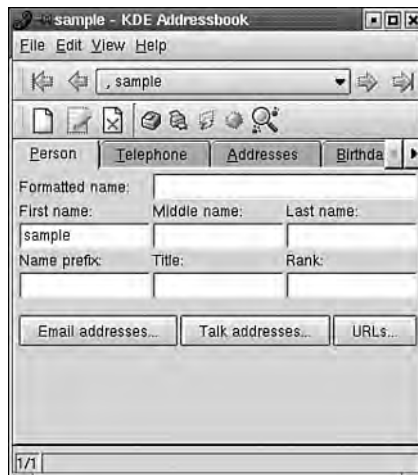 sample - KDE Addressbook
File Edit View Help
, sample
Person Telephone Addresses Birthda
Formatted name:
First name: Middle name: Last name:
sample
Name prefix: Title: Rank:
Email addresses... Talk addresses... URLs...
1/1